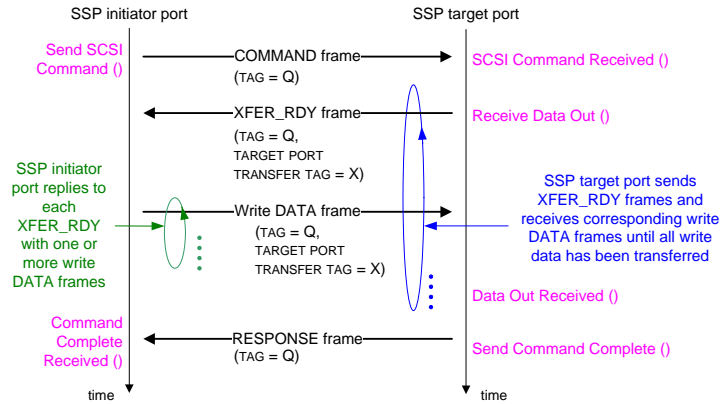 SSP initiator port
SSP target port
Send SCSI
Command ()
COMMAND frame
(TAG = Q)
SCSI Command Received ()
XFER_RDY frame
(TAG = Q,
TARGET PORT
TRANSFER TAG = X)
Receive Data Out ()
SSP initiator
port replies to
each
XFER_RDY
with one or
more write
DATA frames
Write DATA frame
(TAG = Q,
TARGET PORT
TRANSFER TAG = X)
SSP target port sends
XFER_RDY frames and
receives corresponding write
DATA frames until all write
data has been transferred
Data Out Received ()
Command
Complete
Received ()
RESPONSE frame
(TAG = Q)
Send Command Complete ()
time
time